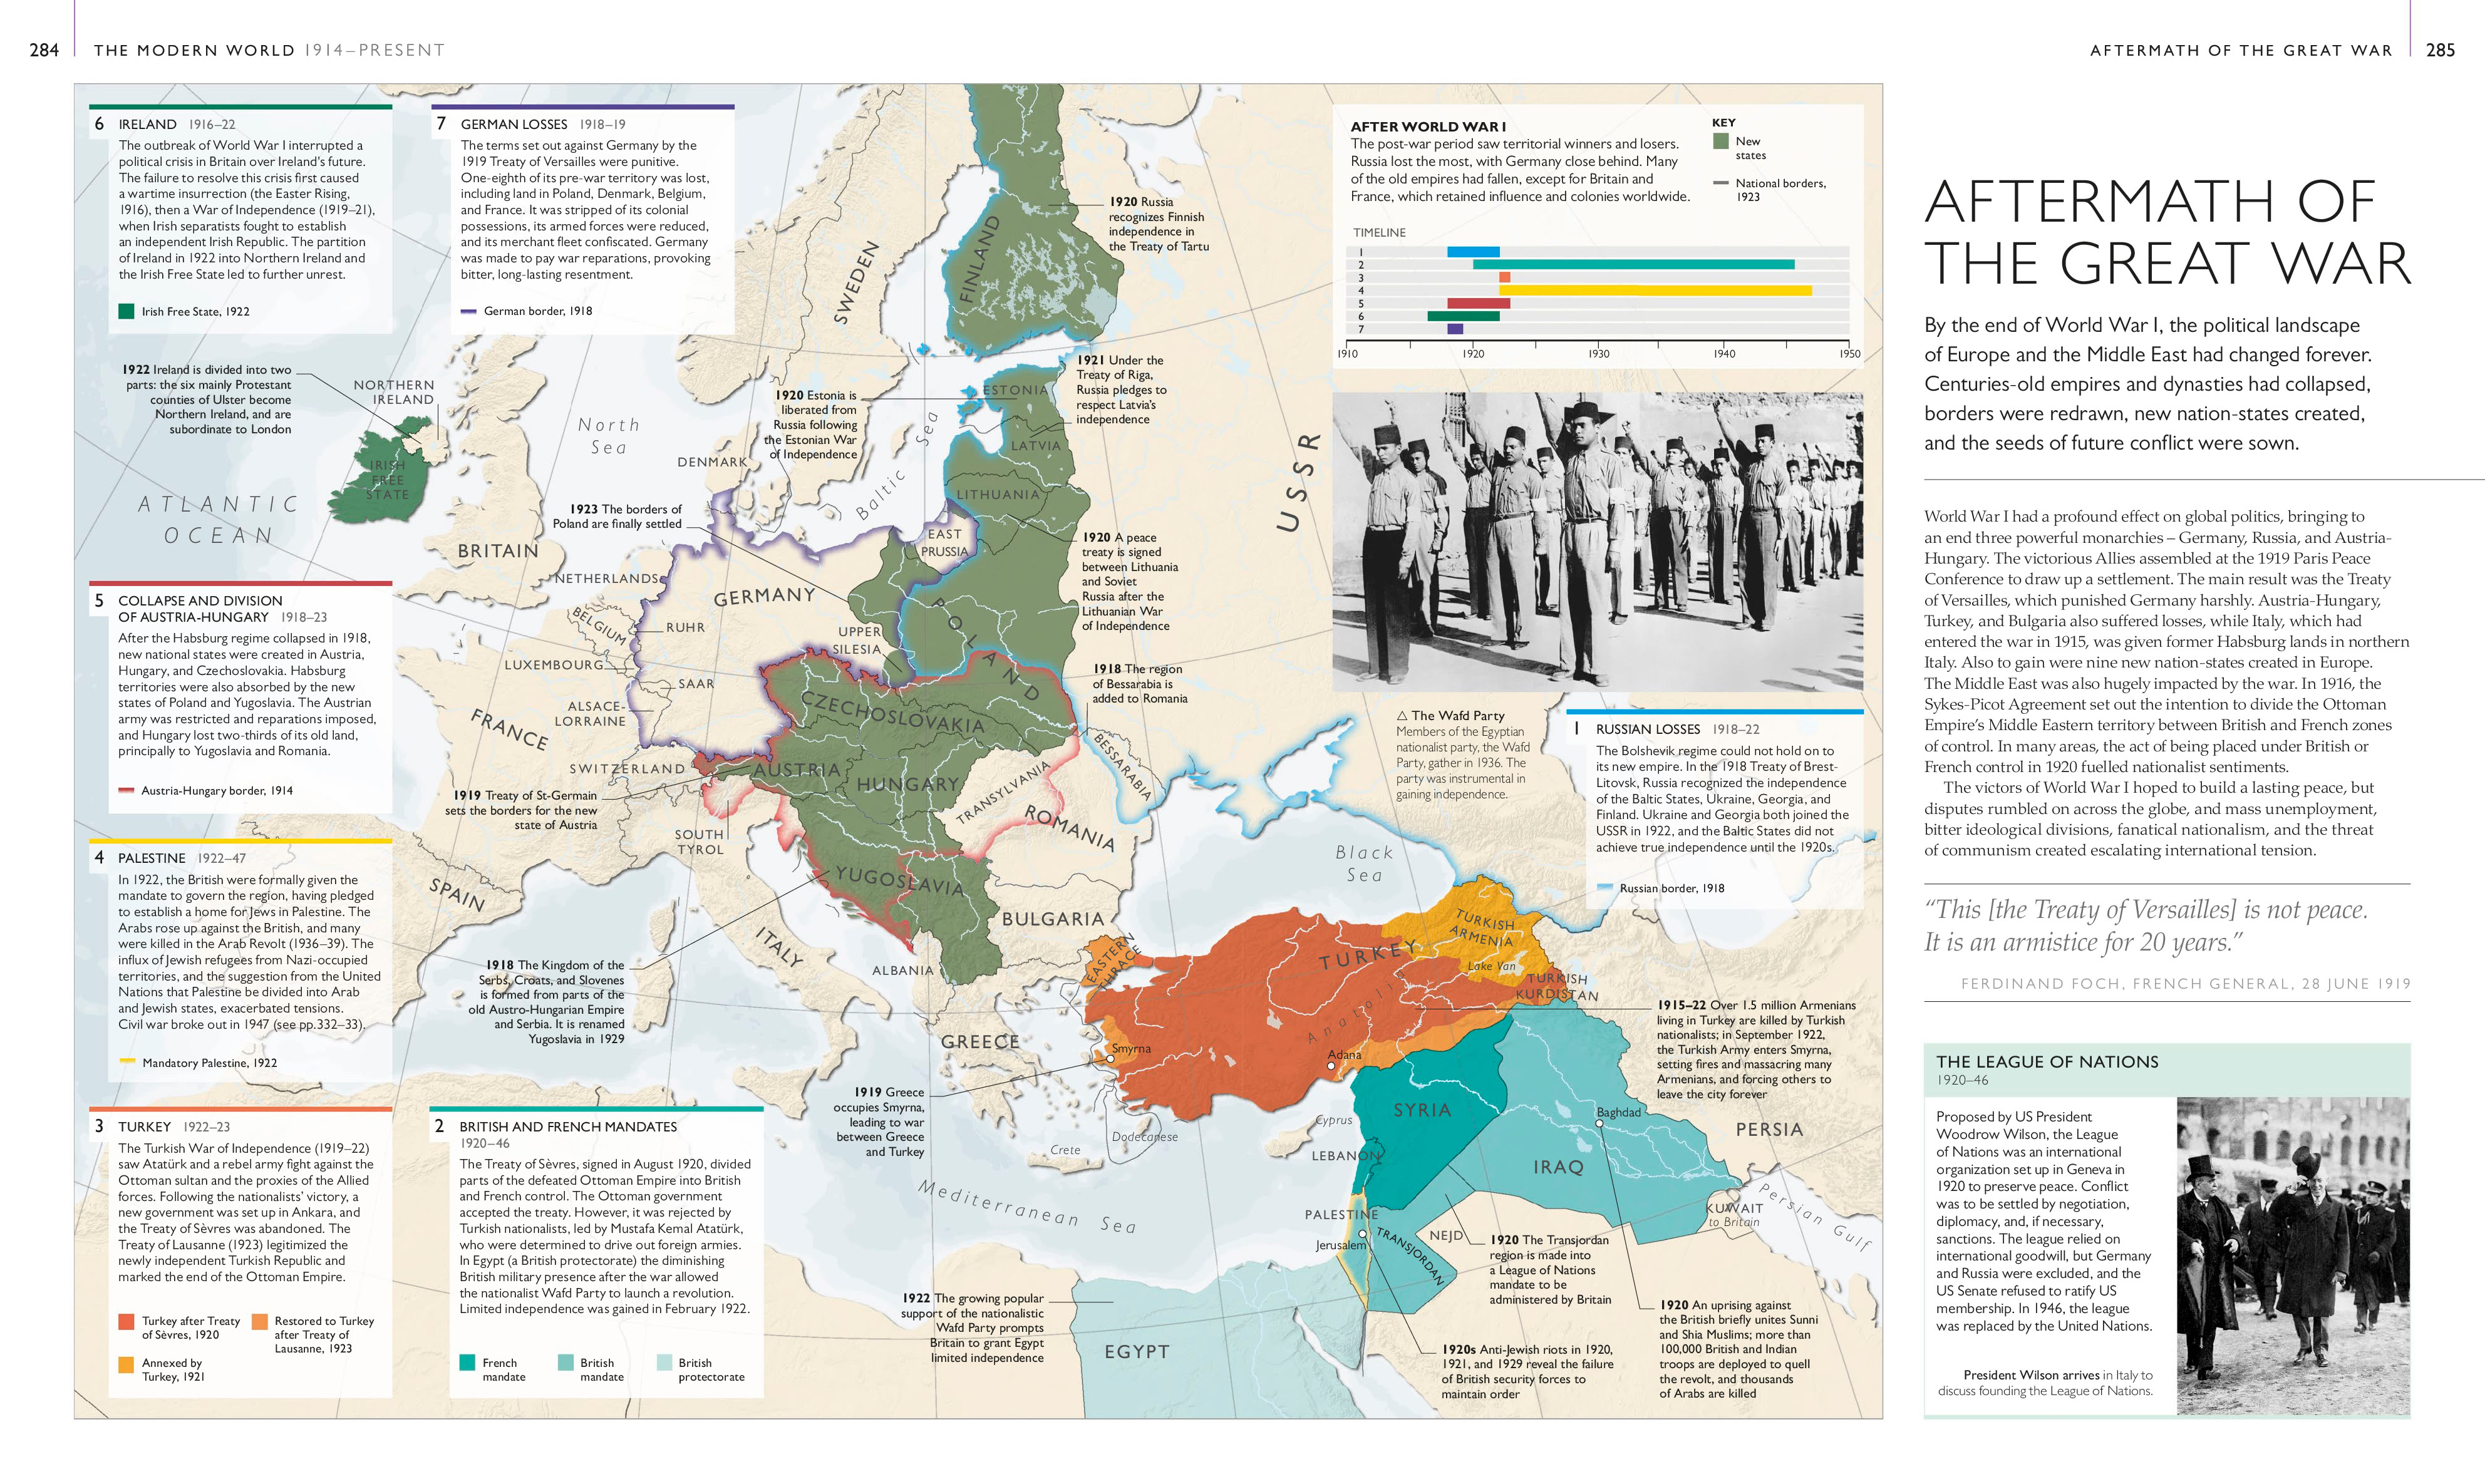 284
THE MODERN WORLD 1914–PRESENT
AFTERMATH OF THE GREAT WAR
285
6 IRELAND 1916–22
The outbreak of World War I interrupted a
political crisis in Britain over Ireland's future.
The failure to resolve this crisis first caused
a wartime insurrection (the Easter Rising,
1916), then a War of Independence (1919–21),
when Irish separatists fought to establish
an independent Irish Republic. The partition
of Ireland in 1922 into Northern Ireland and
the Irish Free State led to further unrest.
Irish Free State, 1922
7 GERMAN LOSSES 1918–19
The terms set out against Germany by the
1919 Treaty of Versailles were punitive.
One-eighth of its pre-war territory was lost,
including land in Poland, Denmark, Belgium,
and France. It was stripped of its colonial
possessions, its armed forces were reduced,
and its merchant fleet confiscated. Germany
was made to pay war reparations, provoking
bitter, long-lasting resentment.
German border, 1918
AFTER WORLD WAR I
The post-war period saw territorial winners and losers.
Russia lost the most, with Germany close behind. Many
of the old empires had fallen, except for Britain and
France, which retained influence and colonies worldwide.
KEY
New
states
National borders,
1923
TIMELINE
1
2
3
4
5
6
7
1910
1920
1930
1940
1950
1920 Russia
recognizes Finnish
independence in
the Treaty of Tartu
FINLAND
SWEDEN
1922 Ireland is divided into two
parts: the six mainly Protestant
counties of Ulster become
Northern Ireland, and are
subordinate to London
NORTHERN
IRELAND
IRISH
FREE
STATE
ATLANTIC
OCEAN
North
Sea
DENMARK
1920 Estonia is
liberated from
Russia following
the Estonian War
of Independence
Baltic Sea
ESTONIA
1921 Under the
Treaty of Riga,
Russia pledges to
respect Latvia's
independence
LATVIA
LITHUANIA
USSR
1923 The borders of
Poland are finally settled
EAST
PRUSSIA
1920 A peace
treaty is signed
between Lithuania
and Soviet
Russia after the
Lithuanian War
of Independence
BRITAIN
NETHERLANDS
GERMANY
BELGIUM
RUHR
POLAND
UPPER
SILESIA
LUXEMBOURG
SAAR
ALSACE-
LORRAINE
FRANCE
CZECHOSLOVAKIA
1918 The region
of Bessarabia is
added to Romania
BESSARABIA
SWITZERLAND
AUSTRIA
HUNGARY
TRANSYLVANIA
ROMANIA
1919 Treaty of St-Germain
sets the borders for the new
state of Austria
SOUTH
TYROL
YUGOSLAVIA
SPAIN
ITALY
BULGARIA
ALBANIA
EASTERN
THRACE
Black
Sea
5 COLLAPSE AND DIVISION
OF AUSTRIA-HUNGARY 1918–23
After the Habsburg regime collapsed in 1918,
new national states were created in Austria,
Hungary, and Czechoslovakia. Habsburg
territories were also absorbed by the new
states of Poland and Yugoslavia. The Austrian
army was restricted and reparations imposed,
and Hungary lost two-thirds of its old land,
principally to Yugoslavia and Romania.
Austria-Hungary border, 1914
4 PALESTINE 1922–47
In 1922, the British were formally given the
mandate to govern the region, having pledged
to establish a home for Jews in Palestine. The
Arabs rose up against the British, and many
were killed in the Arab Revolt (1936–39). The
influx of Jewish refugees from Nazi-occupied
territories, and the suggestion from the United
Nations that Palestine be divided into Arab
and Jewish states, exacerbated tensions.
Civil war broke out in 1947 (see pp.332–33).
Mandatory Palestine, 1922
1918 The Kingdom of the
Serbs, Croats, and Slovenes
is formed from parts of the
old Austro-Hungarian Empire
and Serbia. It is renamed
Yugoslavia in 1929
△ The Wafd Party
Members of the Egyptian
nationalist party, the Wafd
Party, gather in 1936. The
party was instrumental in
gaining independence.
1 RUSSIAN LOSSES 1918–22
The Bolshevik regime could not hold on to
its new empire. In the 1918 Treaty of Brest-
Litovsk, Russia recognized the independence
of the Baltic States, Ukraine, Georgia, and
Finland. Ukraine and Georgia both joined the
USSR in 1922, and the Baltic States did not
achieve true independence until the 1920s.
Russian border, 1918
TURKISH
ARMENIA
TURKEY
Lake Van
TURKISH
KURDISTAN
Anatolia
GREECE
Smyrna
Adana
1915–22 Over 1.5 million Armenians
living in Turkey are killed by Turkish
nationalists; in September 1922,
the Turkish Army enters Smyrna,
setting fires and massacring many
Armenians, and forcing others to
leave the city forever
1919 Greece
occupies Smyrna,
leading to war
between Greece
and Turkey
Cyprus
Dodecanese
Crete
SYRIA
LEBANON
Baghdad
IRAQ
PERSIA
Mediterranean Sea
PALESTINE
Jerusalem
TRANSJORDAN
NEJD
KUWAIT
to Britain
Persian Gulf
1920 The Transjordan
region is made into
a League of Nations
mandate to be
administered by Britain
1922 The growing popular
support of the nationalistic
Wafd Party prompts
Britain to grant Egypt
limited independence
EGYPT
1920s Anti-Jewish riots in 1920,
1921, and 1929 reveal the failure
of British security forces to
maintain order
1920 An uprising against
the British briefly unites Sunni
and Shia Muslims; more than
100,000 British and Indian
troops are deployed to quell
the revolt, and thousands
of Arabs are killed
3 TURKEY 1922–23
The Turkish War of Independence (1919–22)
saw Atatürk and a rebel army fight against the
Ottoman sultan and the proxies of the Allied
forces. Following the nationalists' victory, a
new government was set up in Ankara, and
the Treaty of Sèvres was abandoned. The
Treaty of Lausanne (1923) legitimized the
newly independent Turkish Republic and
marked the end of the Ottoman Empire.
Turkey after Treaty
of Sèvres, 1920
Restored to Turkey
after Treaty of
Lausanne, 1923
Annexed by
Turkey, 1921
2 BRITISH AND FRENCH MANDATES
1920–46
The Treaty of Sèvres, signed in August 1920, divided
parts of the defeated Ottoman Empire into British
and French control. The Ottoman government
accepted the treaty. However, it was rejected by
Turkish nationalists, led by Mustafa Kemal Atatürk,
who were determined to drive out foreign armies.
In Egypt (a British protectorate) the diminishing
British military presence after the war allowed
the nationalist Wafd Party to launch a revolution.
Limited independence was gained in February 1922.
French
mandate
British
mandate
British
protectorate
AFTERMATH OF
THE GREAT WAR
By the end of World War I, the political landscape
of Europe and the Middle East had changed forever.
Centuries-old empires and dynasties had collapsed,
borders were redrawn, new nation-states created,
and the seeds of future conflict were sown.
World War I had a profound effect on global politics, bringing to
an end three powerful monarchies – Germany, Russia, and Austria-
Hungary. The victorious Allies assembled at the 1919 Paris Peace
Conference to draw up a settlement. The main result was the Treaty
of Versailles, which punished Germany harshly. Austria-Hungary,
Turkey, and Bulgaria also suffered losses, while Italy, which had
entered the war in 1915, was given former Habsburg lands in northern
Italy. Also to gain were nine new nation-states created in Europe.
The Middle East was also hugely impacted by the war. In 1916, the
Sykes-Picot Agreement set out the intention to divide the Ottoman
Empire's Middle Eastern territory between British and French zones
of control. In many areas, the act of being placed under British or
French control in 1920 fuelled nationalist sentiments.
The victors of World War I hoped to build a lasting peace, but
disputes rumbled on across the globe, and mass unemployment,
bitter ideological divisions, fanatical nationalism, and the threat
of communism created escalating international tension.
“This [the Treaty of Versailles] is not peace.
It is an armistice for 20 years.”
FERDINAND FOCH, FRENCH GENERAL, 28 JUNE 1919
THE LEAGUE OF NATIONS
1920–46
Proposed by US President
Woodrow Wilson, the League
of Nations was an international
organization set up in Geneva in
1920 to preserve peace. Conflict
was to be settled by negotiation,
diplomacy, and, if necessary,
sanctions. The league relied on
international goodwill, but Germany
and Russia were excluded, and the
US Senate refused to ratify US
membership. In 1946, the league
was replaced by the United Nations.
President Wilson arrives in Italy to
discuss founding the League of Nations.